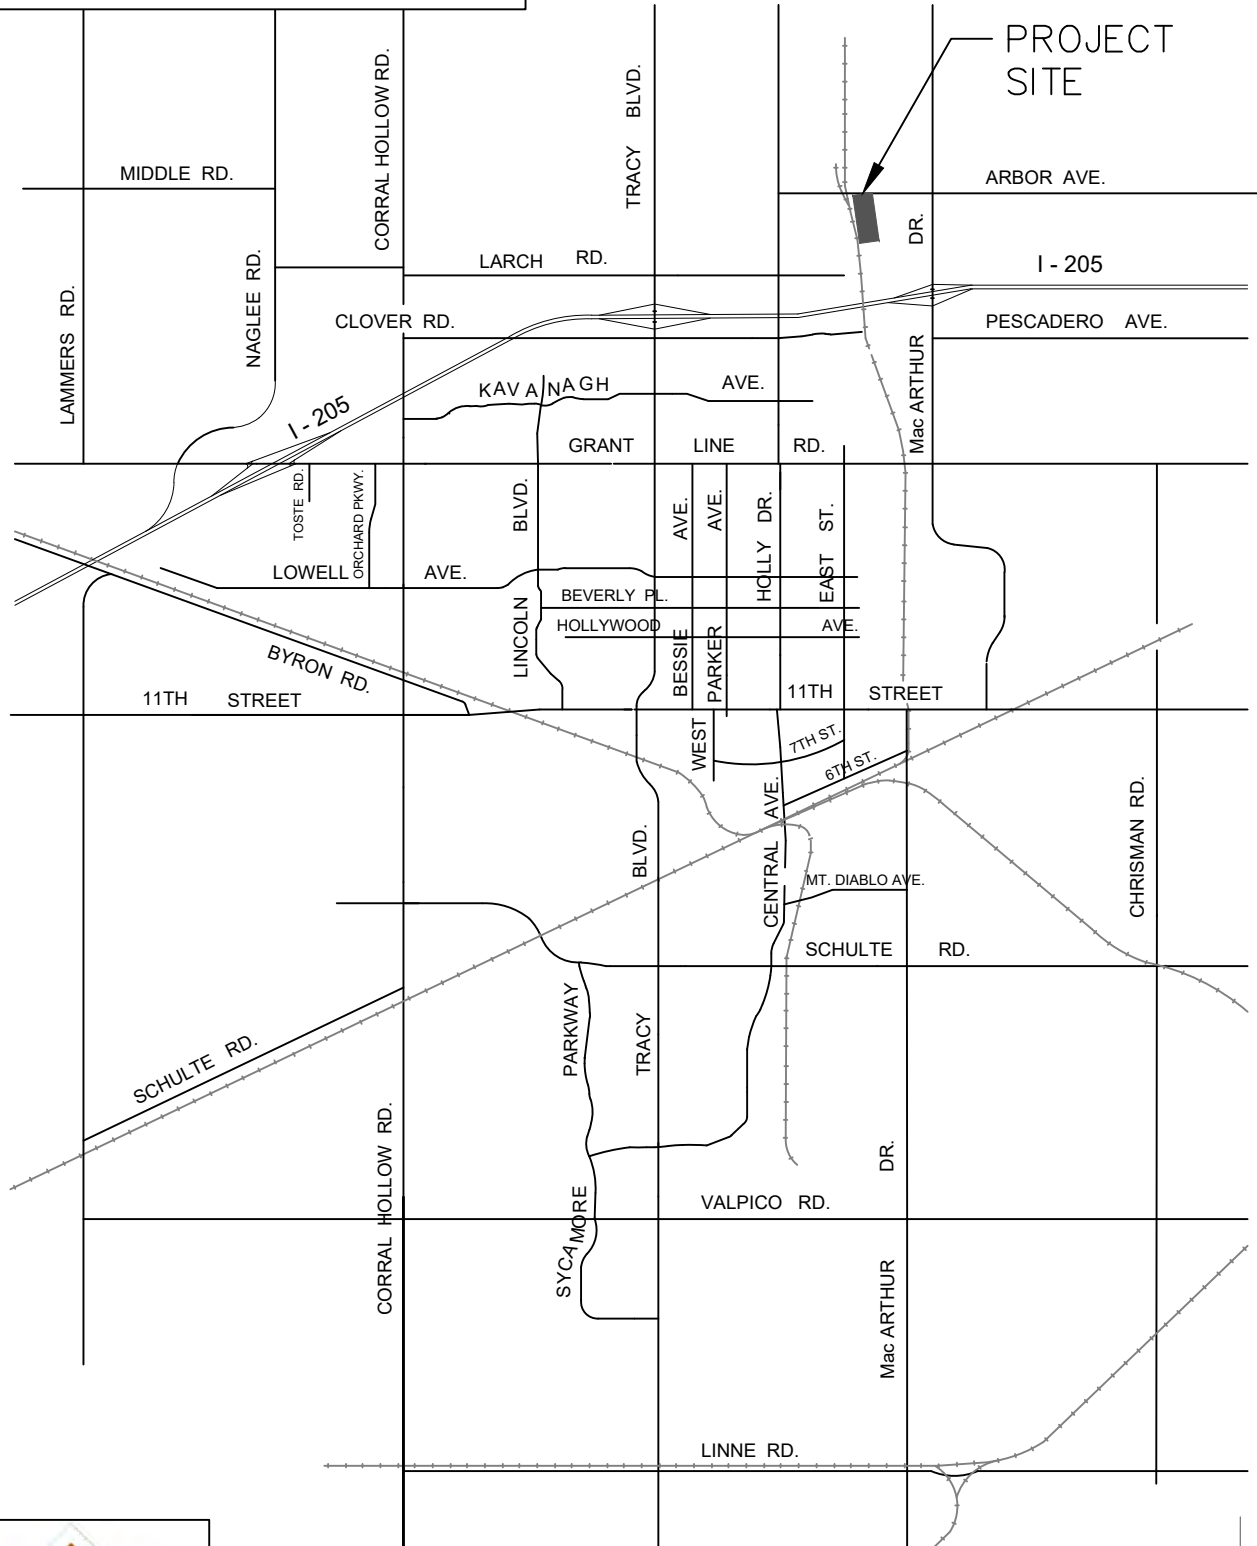 PROJECT
SITE
CORRAL HOLLOW RD.
TRACY BLVD.
MIDDLE RD.
ARBOR AVE.
DR.
LARCH RD.
I - 205
NAGLEE RD.
LAMMERS RD.
CLOVER RD.
PESCADERO AVE.
Mac ARTHUR
KAVANAGH AVE.
I - 205
GRANT LINE RD.
TOSTE RD.
ORCHARD PKWY.
BLVD.
AVE.
AVE.
HOLLY DR.
EAST ST.
LOWELL AVE.
BEVERLY PL.
HOLLYWOOD AVE.
LINCOLN
BESSIE
PARKER
BYRON RD.
11TH STREET
11TH STREET
WEST
7TH ST.
6TH ST.
CENTRAL AVE.
BLVD.
CHRISMAN RD.
MT. DIABLO AVE.
SCHULTE RD.
PARKWAY
TRACY
SCHULTE RD.
CORRAL HOLLOW RD.
DR.
VALPICO RD.
SYCAMORE
Mac ARTHUR
LINNE RD.